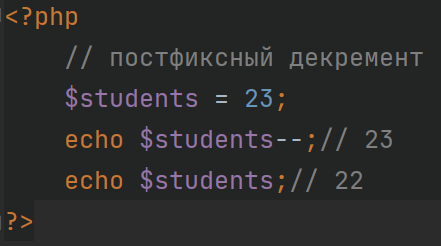 <?php
// постфиксный декремент
$students = 23;
echo $students--;// 23
echo $students;// 22
?>